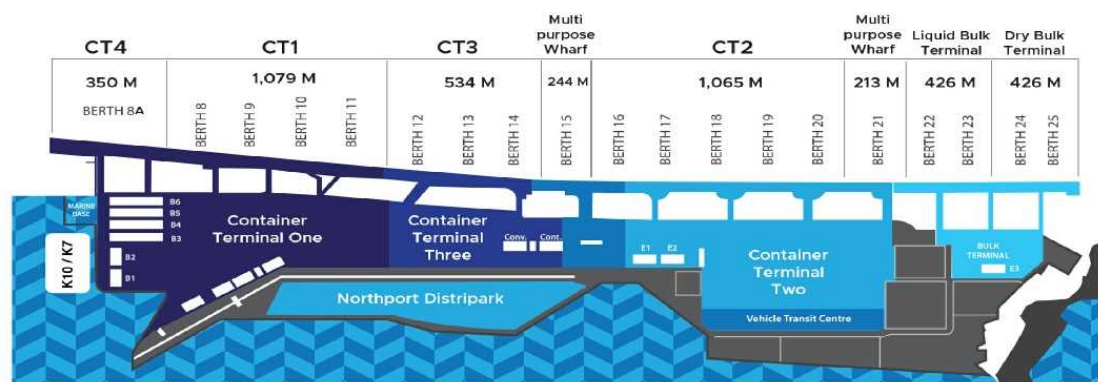 CT4
CT1
CT3
Multi
purpose
Wharf
CT2
Multi
purpose
Wharf
Liquid Bulk
Terminal
Dry Bulk
Terminal
350 M
1,079 M
534 M
244 M
1,065 M
213 M
426 M
426 M
BERTH 8A
BERTH 8
BERTH 9
BERTH 10
BERTH 11
BERTH 12
BERTH 13
BERTH 14
BERTH 15
BERTH 16
BERTH 17
BERTH 18
BERTH 19
BERTH 20
BERTH 21
BERTH 22
BERTH 23
BERTH 24
BERTH 25
MARINE
BASE
K10 / K7
B6
B5
B4
B3
B2
B1
Container
Terminal One
Container
Terminal
Three
Conv.
Cont.
E1
E2
Container
Terminal
Two
Vehicle Transit Centre
BULK
TERMINAL
E3
Northport Distripark